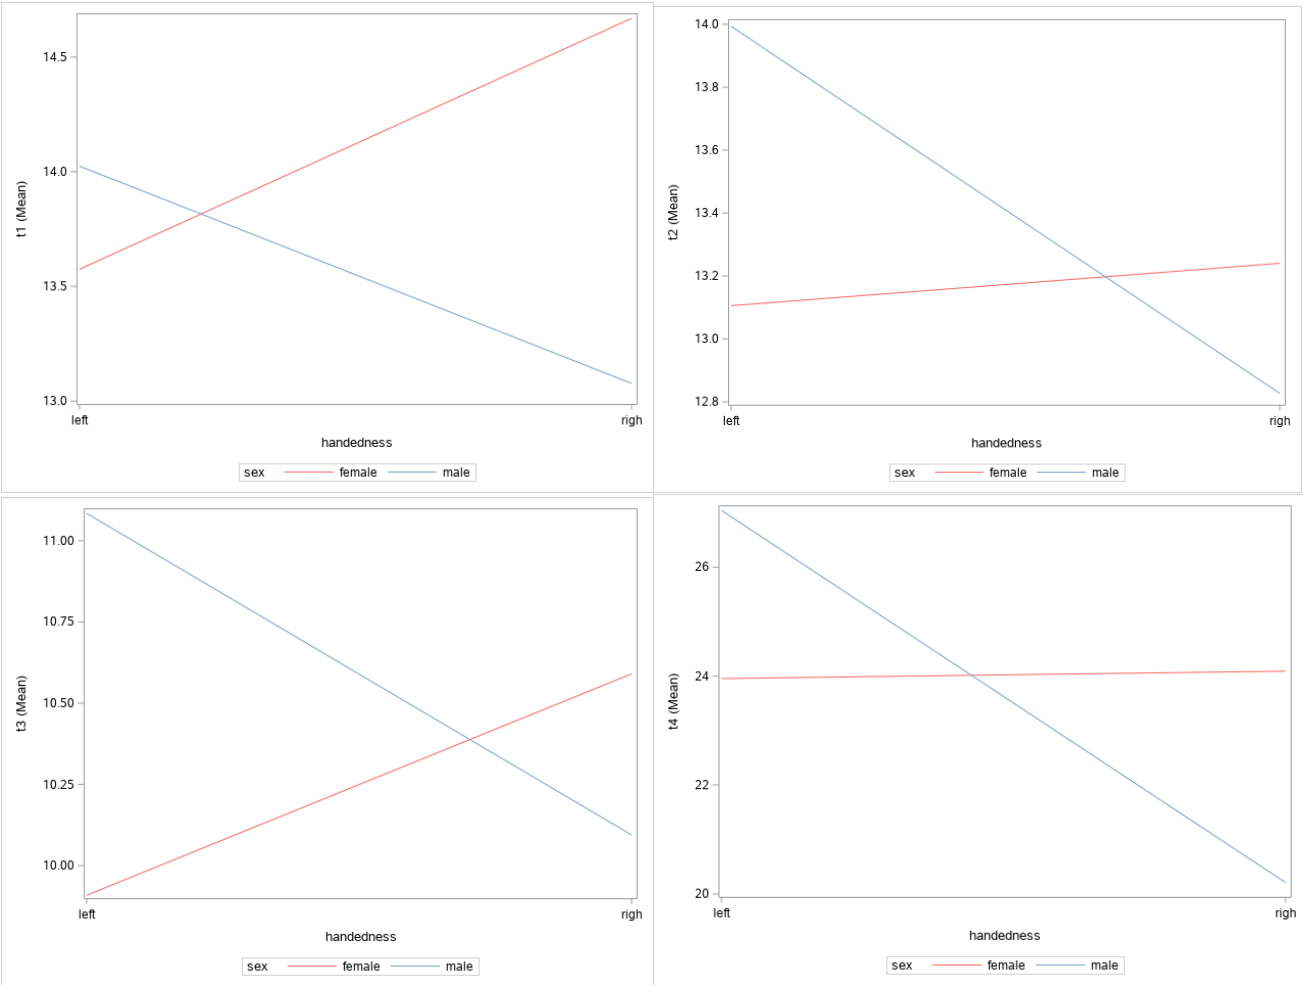 14.5
14.0
13.5
13.0
t1 (Mean)
left righ
handedness
sex female male
14.0
13.8
13.6
13.4
13.2
13.0
12.8
t2 (Mean)
left righ
handedness
sex female male
11.00
10.75
10.50
10.25
10.00
t3 (Mean)
left righ
handedness
sex female male
26
24
22
20
t4 (Mean)
left righ
handedness
sex female male